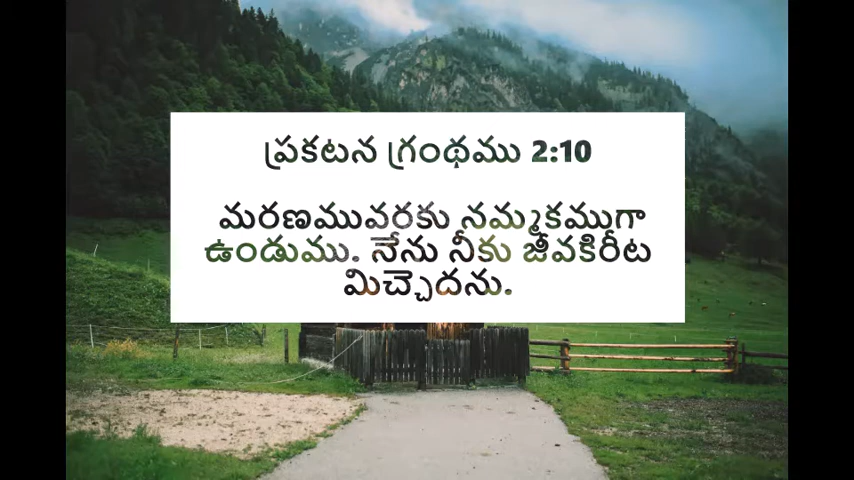 ప్రకటన గ్రంథము 2:10
మరణమువరకు నమ్మకముగా
ఉండుము. నేను నీకు జీవకిరీట
మిచ్చెదను.